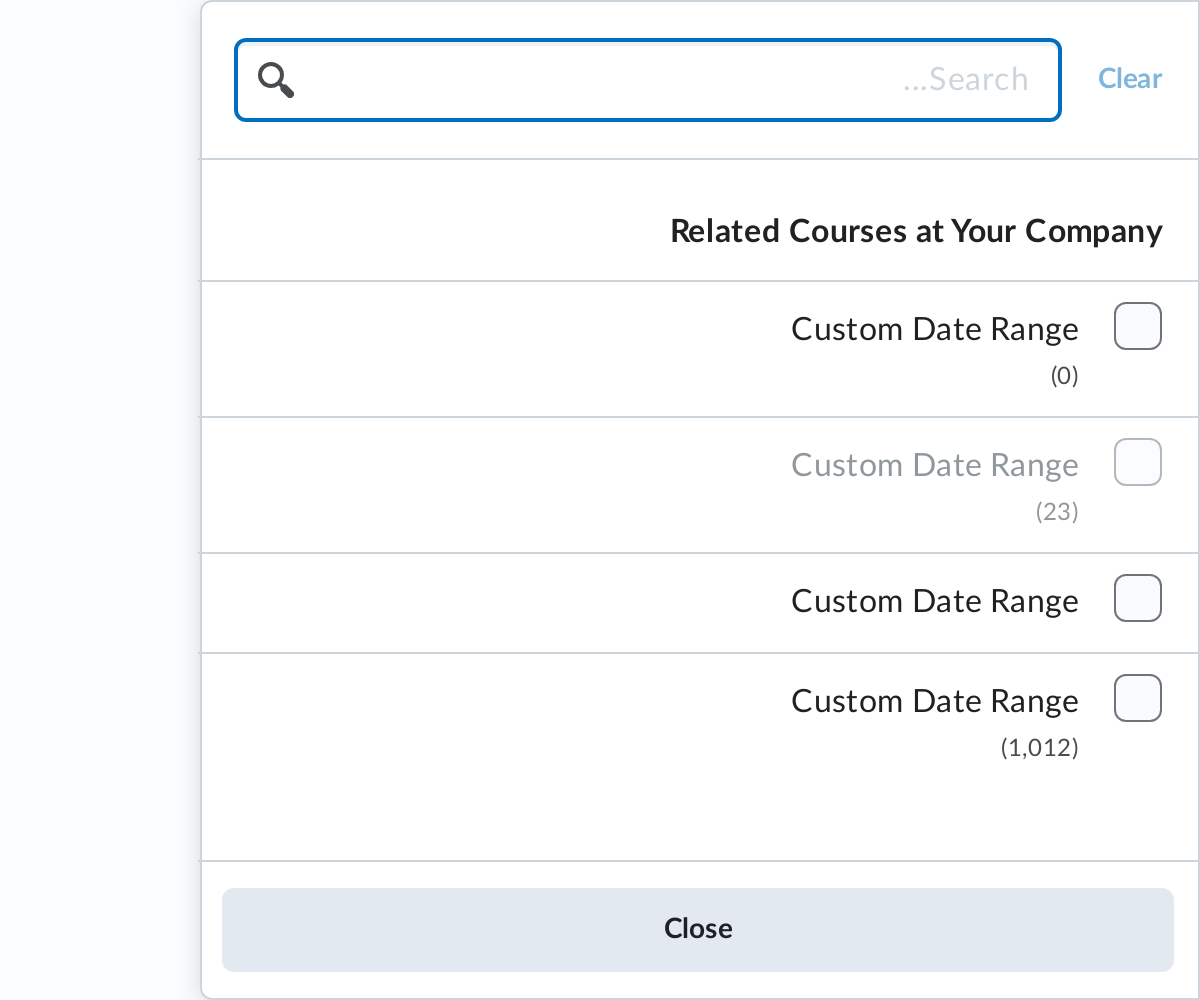 ...Search
Clear
Related Courses at Your Company
Custom Date Range
(0)
Custom Date Range
(23)
Custom Date Range
Custom Date Range
(1,012)
Close